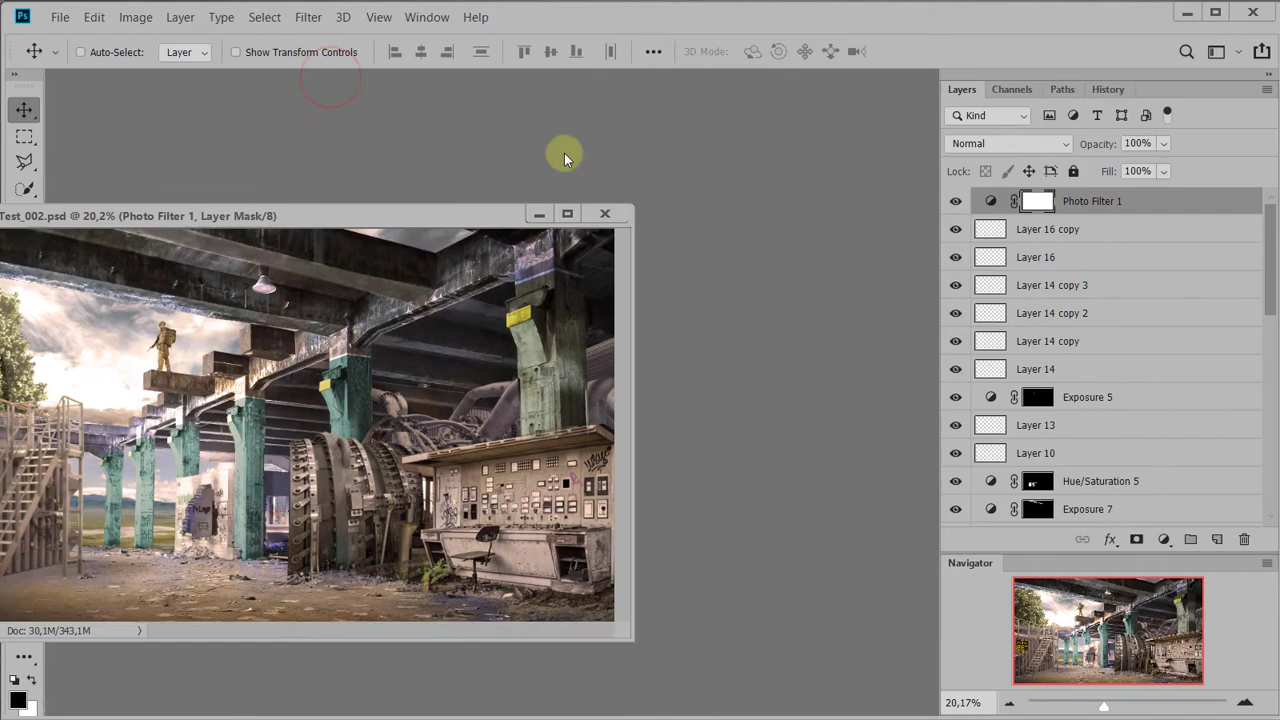 Ps File Edit Image Layer Type Select Filter 3D View Window Help
Auto-Select: Layer Show Transform Controls 3D Mode:
Layers Channels Paths History
Kind
Normal Opacity: 100%
Lock: Fill: 100%
Photo Filter 1
Layer 16 copy
Layer 16
Layer 14 copy 3
Layer 14 copy 2
Layer 14 copy
Layer 14
Exposure 5
Layer 13
Layer 10
Hue/Saturation 5
Exposure 7
fx
Navigator
20,17%
Test_002.psd @ 20,2% (Photo Filter 1, Layer Mask/8)
Doc: 30,1M/343,1M